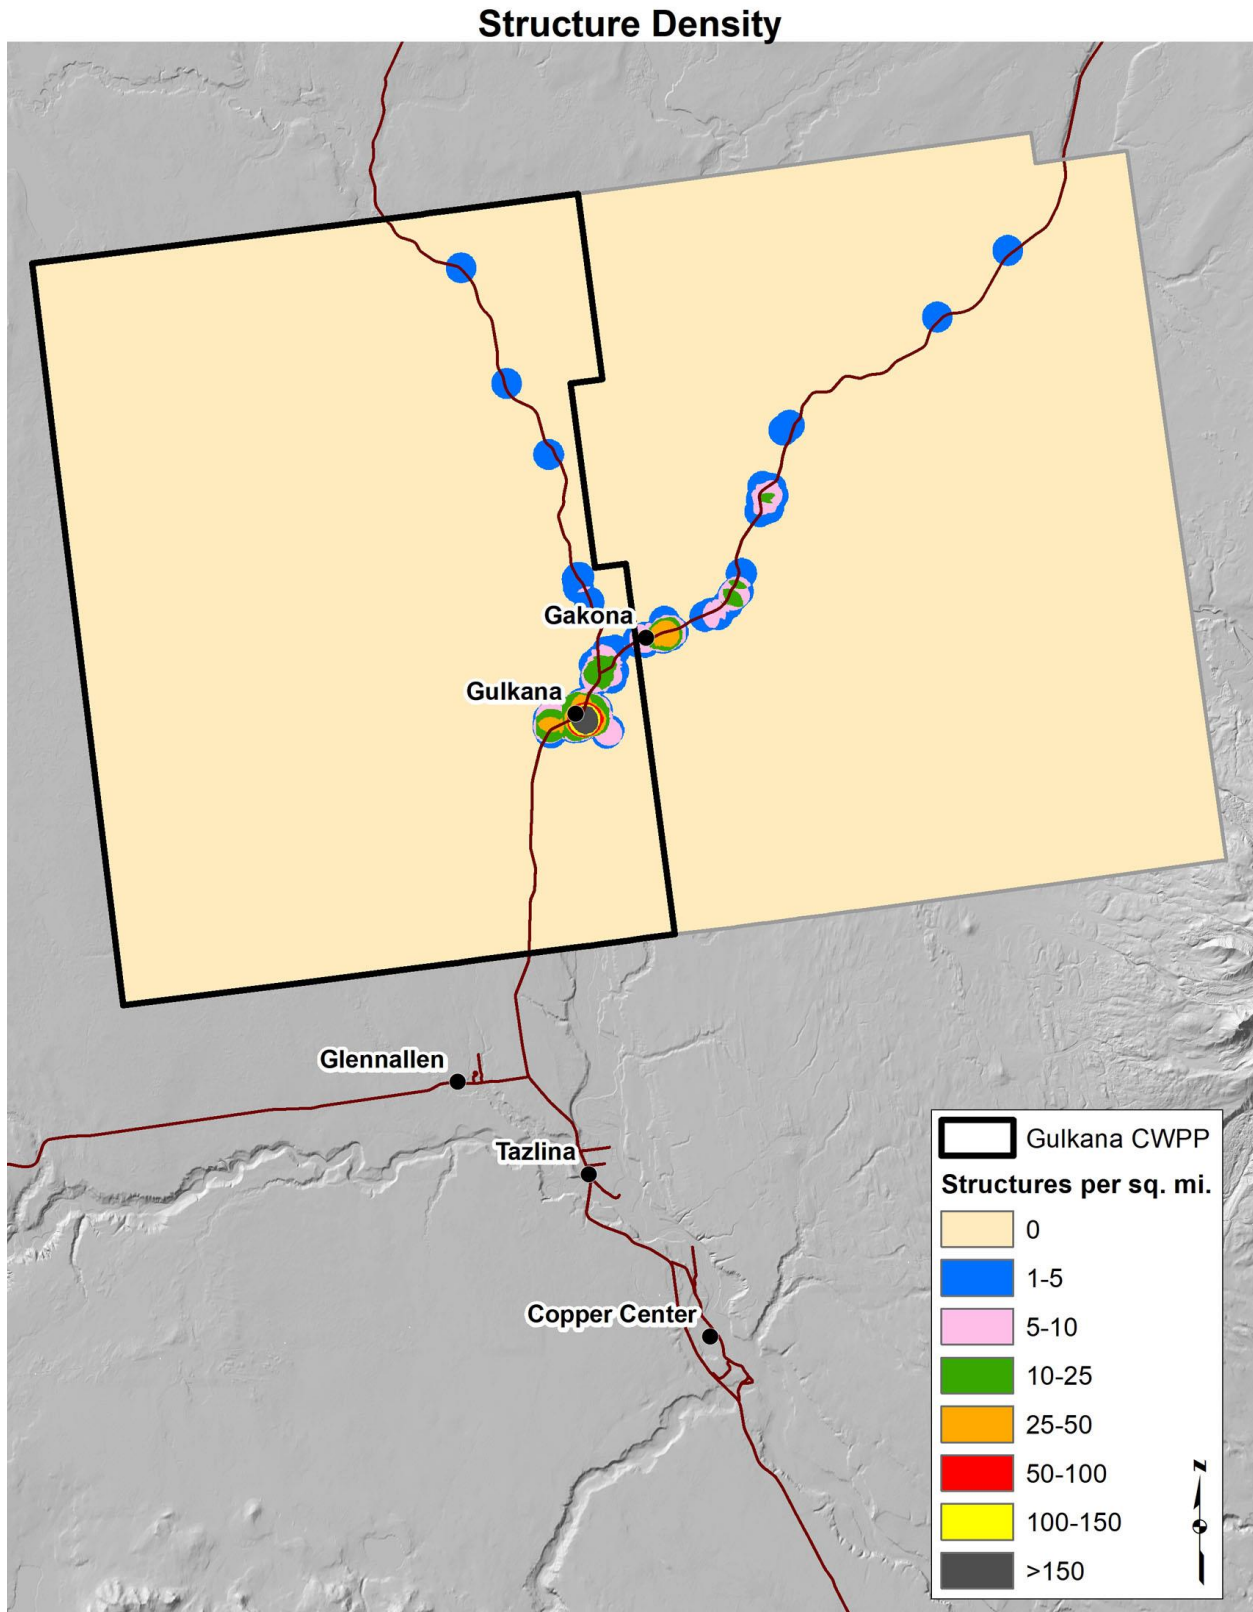 Structure Density
Gakona
Gulkana
Glennallen
Tazlina
Copper Center
Gulkana CWPP
Structures per sq. mi.
0
1-5
5-10
10-25
25-50
50-100
100-150
>150
N